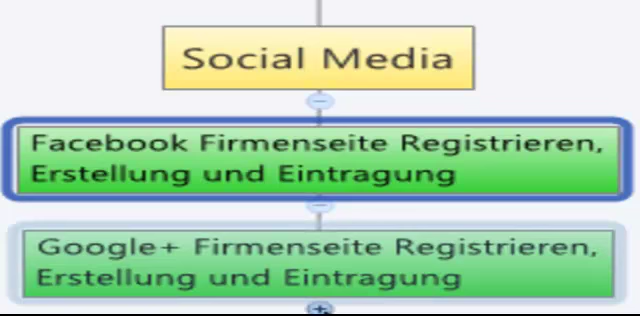 Social Media
Facebook Firmenseite Registrieren,
Erstellung und Eintragung
Google+ Firmenseite Registrieren,
Erstellung und Eintragung